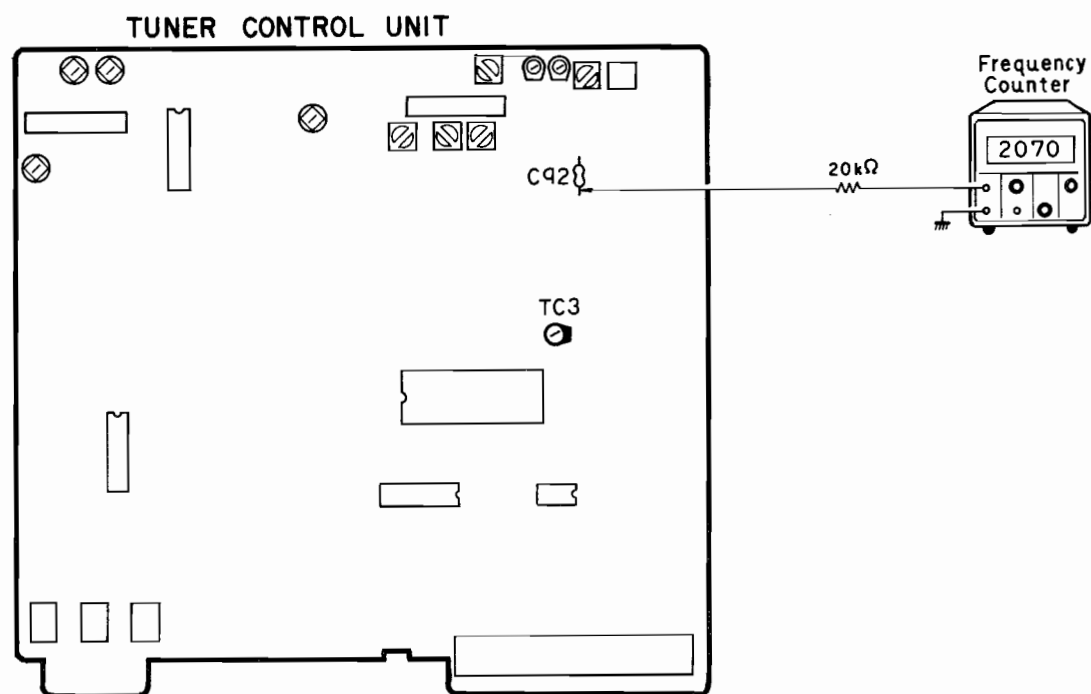 TUNER CONTROL UNIT
Frequency
Counter
2070
C92
20kΩ
TC3